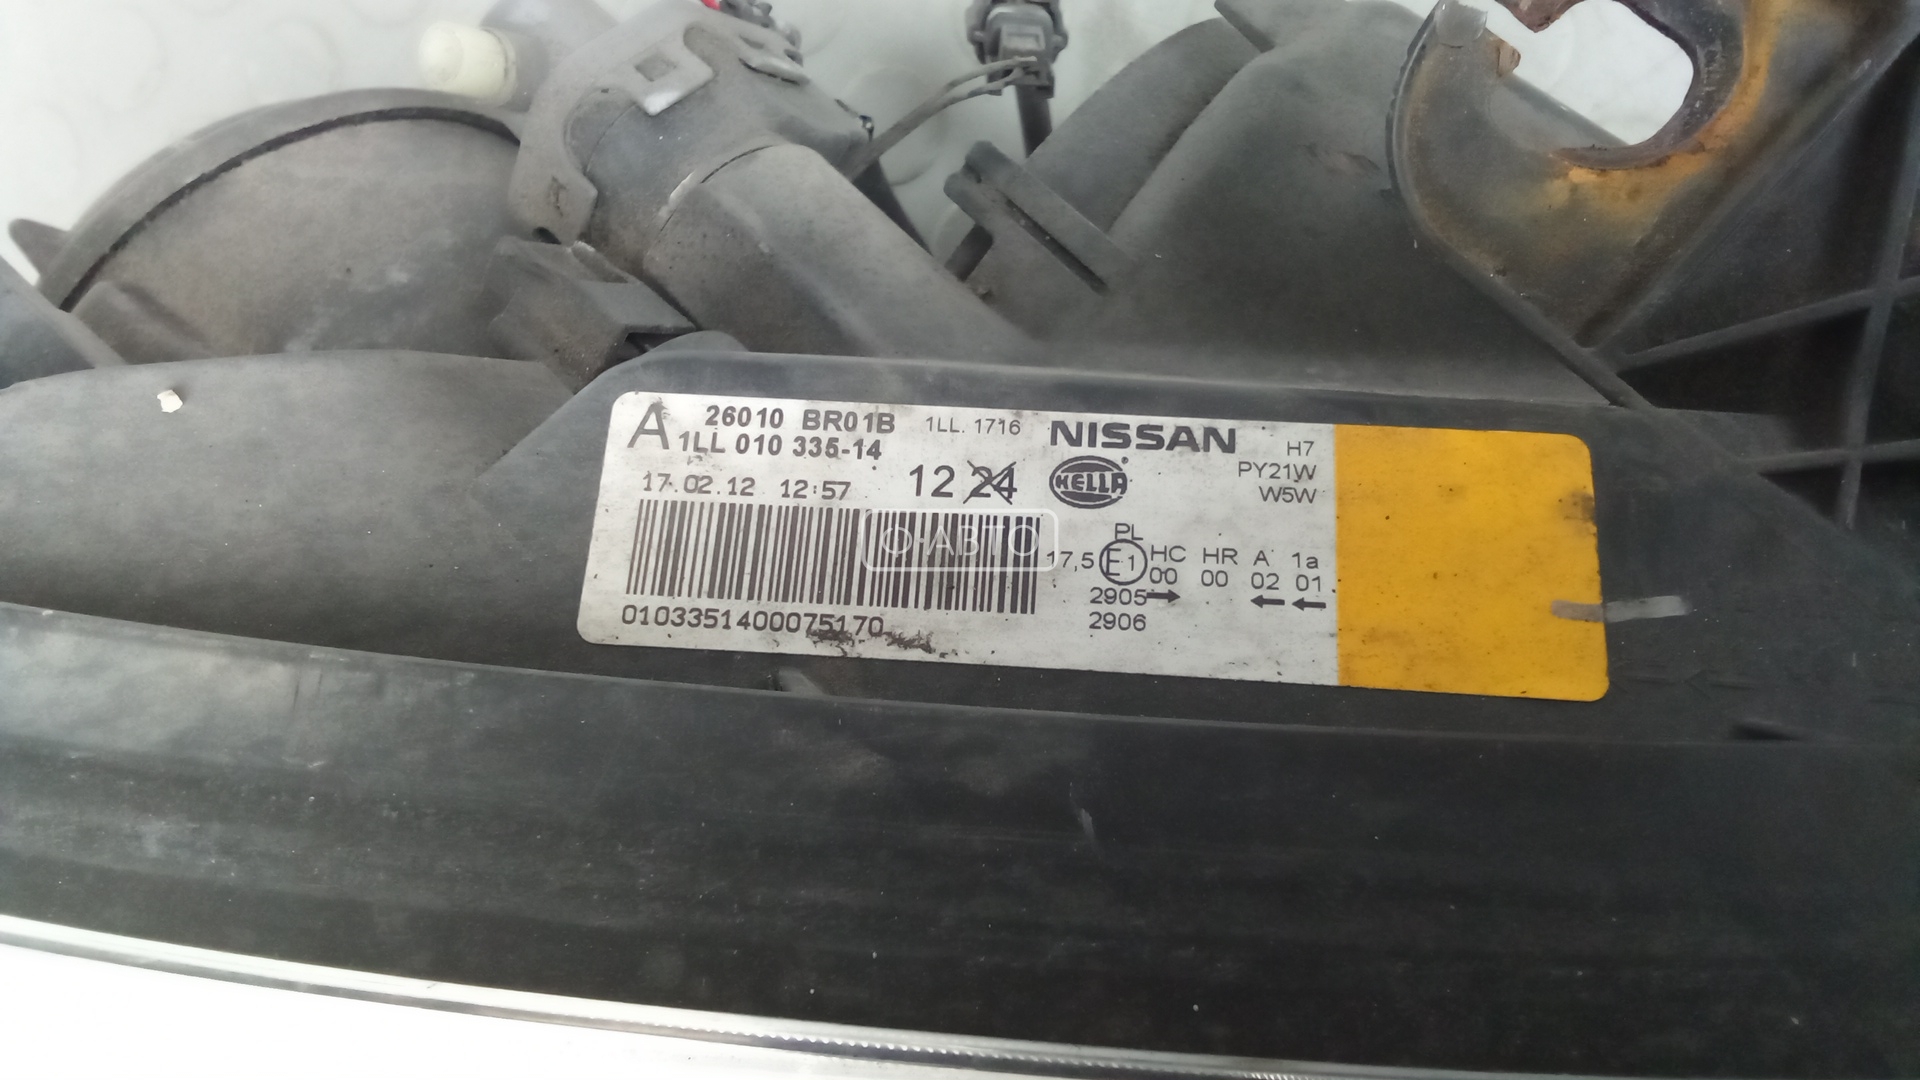 A 26010 BR01B 1LL. 1716
1LL 010 335-14
NISSAN
17.02.12 12:57
12 24
HELLA
H7
PY21W
W5W
О-АВТО
PL
17,5 E1 HC HR A 1a
00 00 02 01
2905 → ← ←
2906
0103351400075170